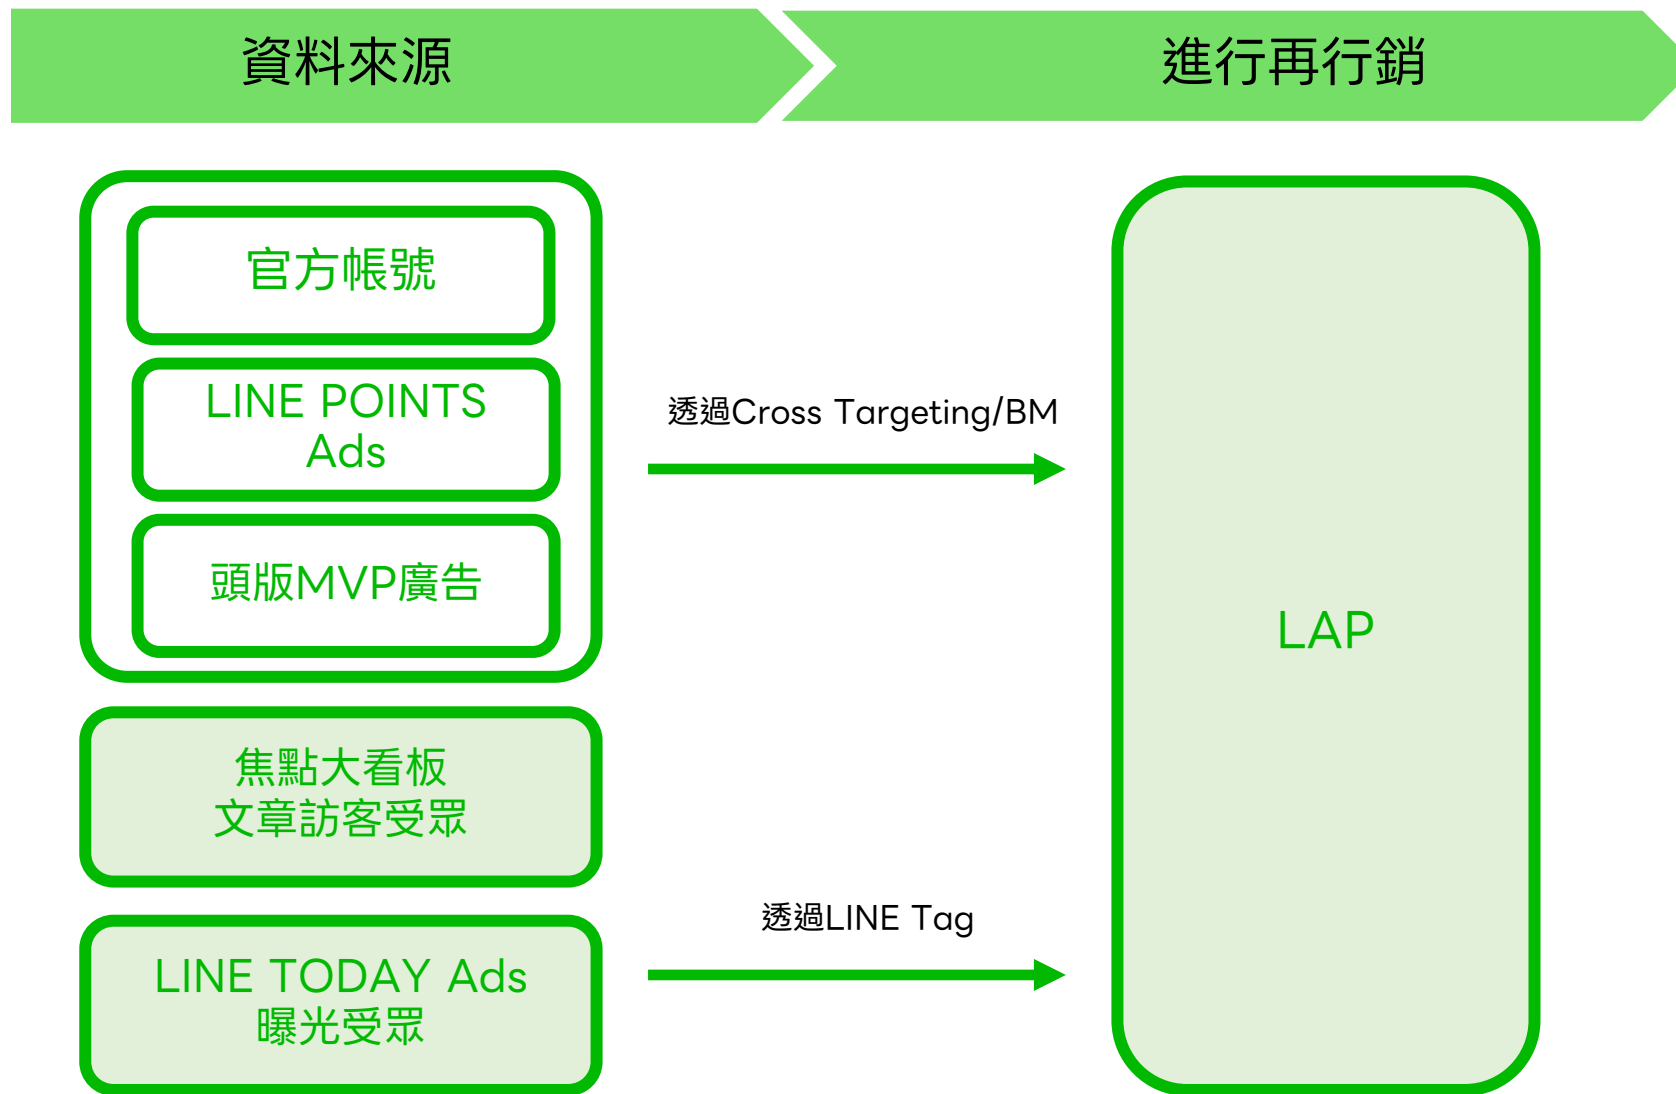 資料來源
進行再行銷
官方帳號
LINE POINTS
Ads
頭版MVP廣告
焦點大看板
文章訪客受眾
LINE TODAY Ads
曝光受眾
透過Cross Targeting/BM
透過LINE Tag
LAP